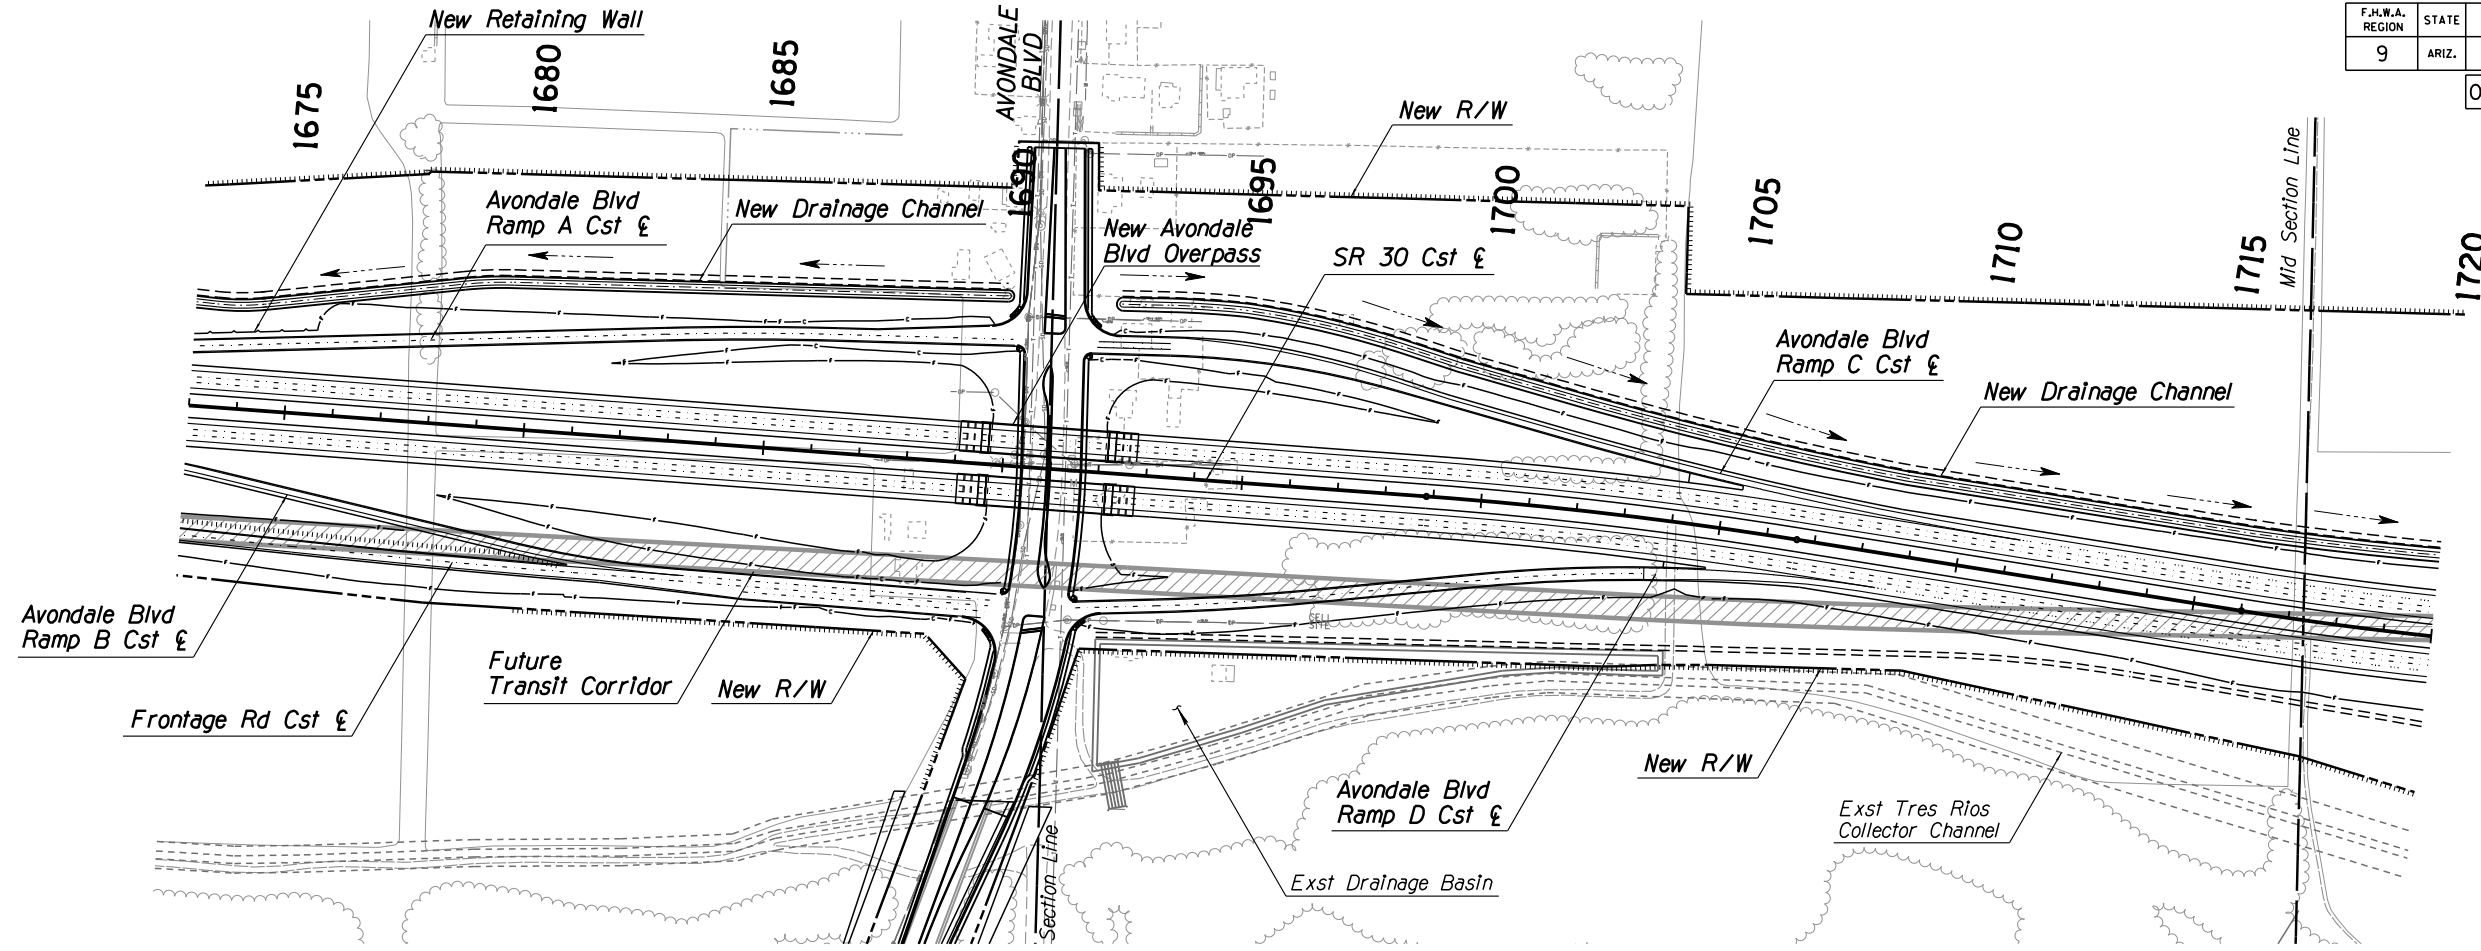 New Retaining Wall
AVONDALE
BLVD
F.H.W.A.
REGION
STATE
9
ARIZ.
O
1675
1680
1685
1690
1695
1700
1705
1710
1715
1720
New R/W
Mid Section Line
Avondale Blvd
Ramp A Cst ℄
New Drainage Channel
New Avondale
Blvd Overpass
SR 30 Cst ℄
Avondale Blvd
Ramp C Cst ℄
New Drainage Channel
Avondale Blvd
Ramp B Cst ℄
Frontage Rd Cst ℄
Future
Transit Corridor
New R/W
CELL
SITE
Avondale Blvd
Ramp D Cst ℄
New R/W
Exst Tres Rios
Collector Channel
Exst Drainage Basin
Section Line